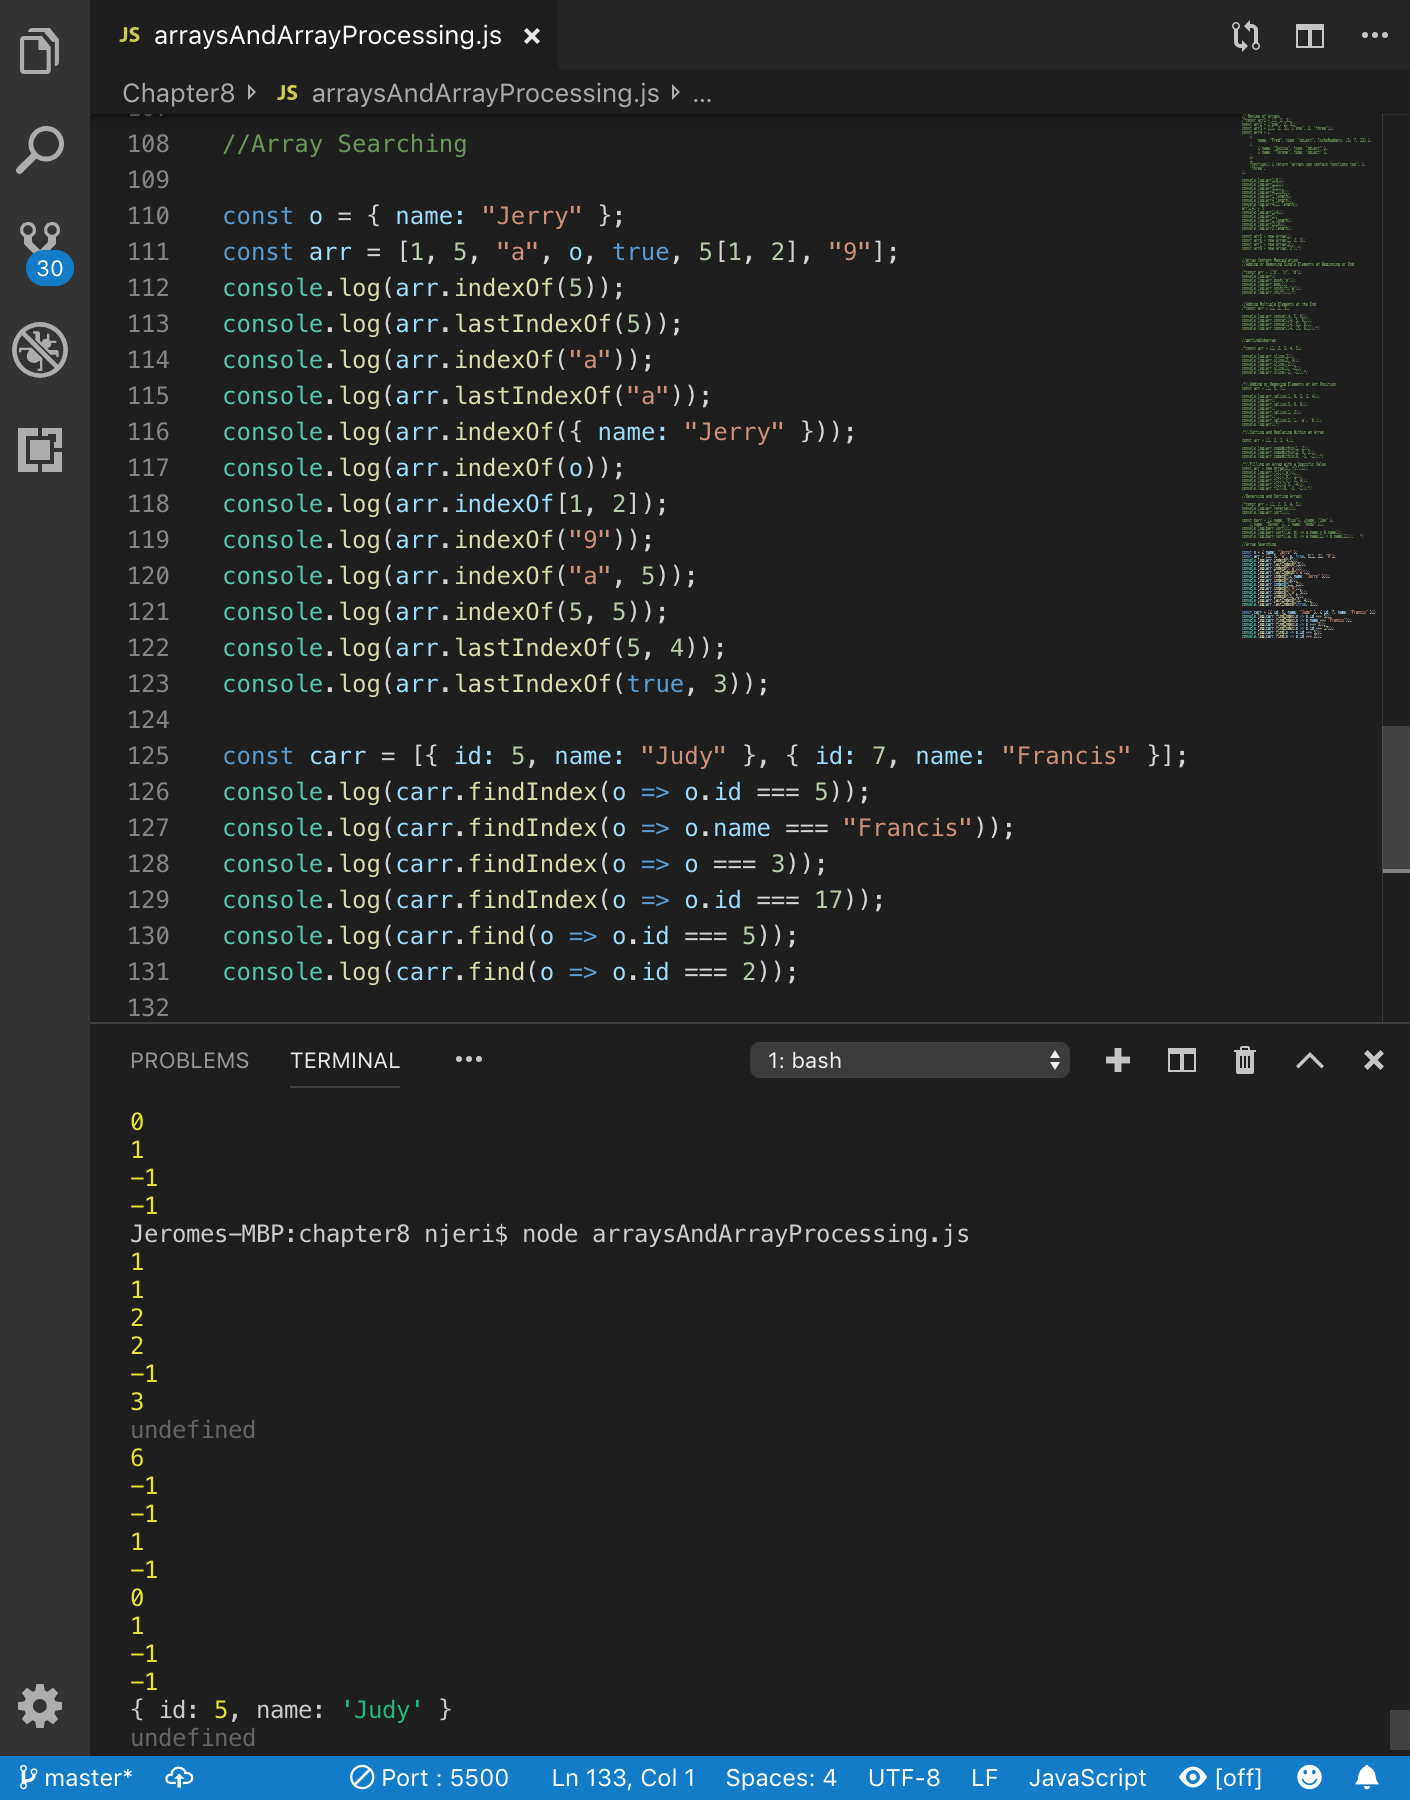 JS arraysAndArrayProcessing.js ×
Chapter8 JS arraysAndArrayProcessing.js ...
108 //Array Searching
109
110 const o = { name: "Jerry" };
111 const arr = [1, 5, "a", o, true, 5[1, 2], "9"];
112 console.log(arr.indexOf(5));
113 console.log(arr.lastIndexOf(5));
114 console.log(arr.indexOf("a"));
115 console.log(arr.lastIndexOf("a"));
116 console.log(arr.indexOf({ name: "Jerry" }));
117 console.log(arr.indexOf(o));
118 console.log(arr.indexOf[1, 2]);
119 console.log(arr.indexOf("9"));
120 console.log(arr.indexOf("a", 5));
121 console.log(arr.indexOf(5, 5));
122 console.log(arr.lastIndexOf(5, 4));
123 console.log(arr.lastIndexOf(true, 3));
124
125 const carr = [{ id: 5, name: "Judy" }, { id: 7, name: "Francis" }];
126 console.log(carr.findIndex(o => o.id === 5));
127 console.log(carr.findIndex(o => o.name === "Francis"));
128 console.log(carr.findIndex(o => o === 3));
129 console.log(carr.findIndex(o => o.id === 17));
130 console.log(carr.find(o => o.id === 5));
131 console.log(carr.find(o => o.id === 2));
132
30
PROBLEMS TERMINAL ••• 1: bash
0
1
-1
-1
Jeromes-MBP:chapter8 njeri$ node arraysAndArrayProcessing.js
1
1
2
2
-1
3
undefined
6
-1
-1
1
-1
0
1
-1
-1
{ id: 5, name: 'Judy' }
undefined
master* Port : 5500 Ln 133, Col 1 Spaces: 4 UTF-8 LF JavaScript [off]